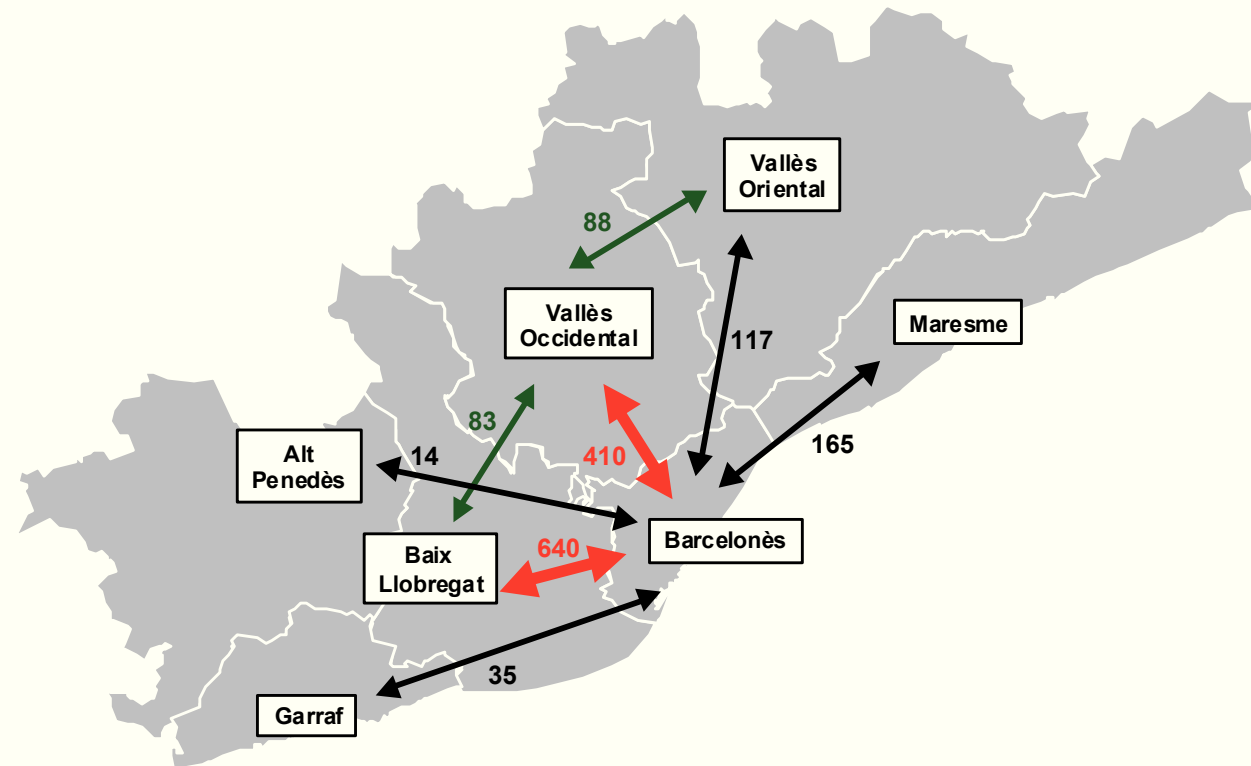 Vallès
Oriental
88
Vallès
Occidental
Maresme
117
83
165
Alt
Penedès
14
410
Barcelonès
Baix
Llobregat
640
35
Garraf